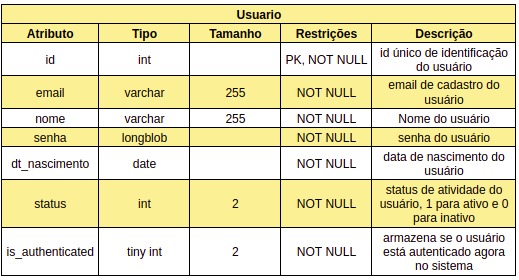 Usuario
Atributo Tipo Tamanho Restrições Descrição
id int PK, NOT NULL id único de identificação
do usuário
email varchar 255 NOT NULL email de cadastro do
usuário
nome varchar 255 NOT NULL Nome do usuário
senha longblob NOT NULL senha do usuário
dt_nascimento date NOT NULL data de nascimento do
usuário
status int 2 NOT NULL status de atividade do
usuário, 1 para ativo e 0
para inativo
is_authenticated tiny int 2 NOT NULL armazena se o usuário
está autenticado agora
no sistema